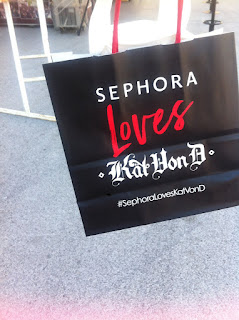 SEPHORA
Loves
·Kat Von D·
#SephoraLovesKatVonD